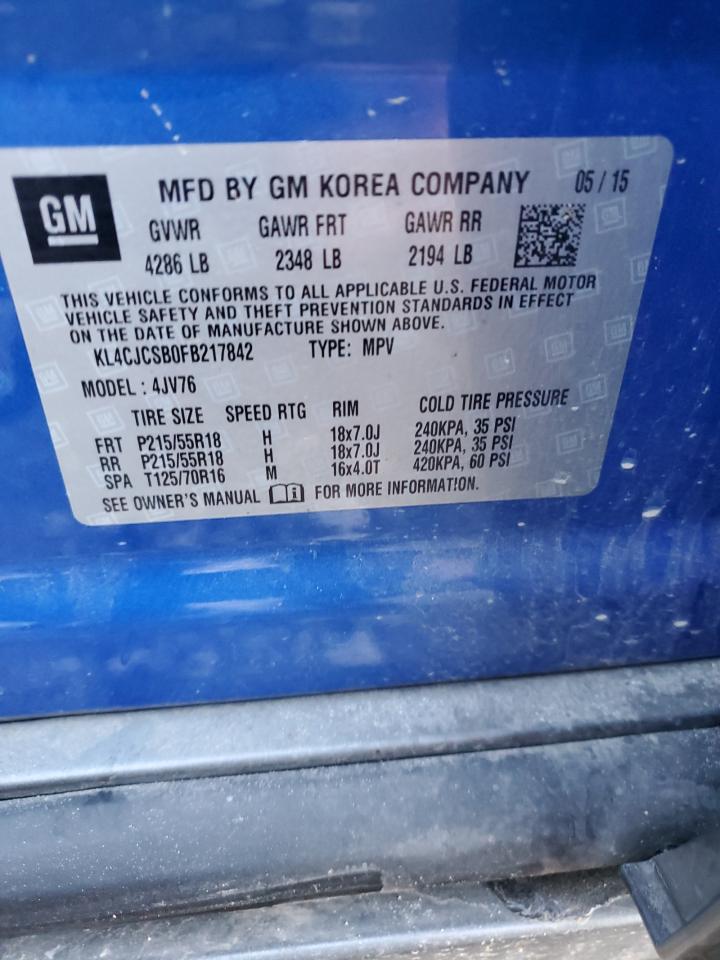 GM
MFD BY GM KOREA COMPANY 05 / 15
GVWR GAWR FRT GAWR RR
4286 LB 2348 LB 2194 LB
THIS VEHICLE CONFORMS TO ALL APPLICABLE U.S. FEDERAL MOTOR
VEHICLE SAFETY AND THEFT PREVENTION STANDARDS IN EFFECT
ON THE DATE OF MANUFACTURE SHOWN ABOVE.
KL4CJCSB0FB217842 TYPE: MPV
MODEL : 4JV76
TIRE SIZE SPEED RTG RIM COLD TIRE PRESSURE
FRT P215/55R18 H 18x7.0J 240KPA, 35 PSI
RR P215/55R18 H 18x7.0J 240KPA, 35 PSI
SPA T125/70R16 M 16x4.0T 420KPA, 60 PSI
SEE OWNER'S MANUAL FOR MORE INFORMATION.